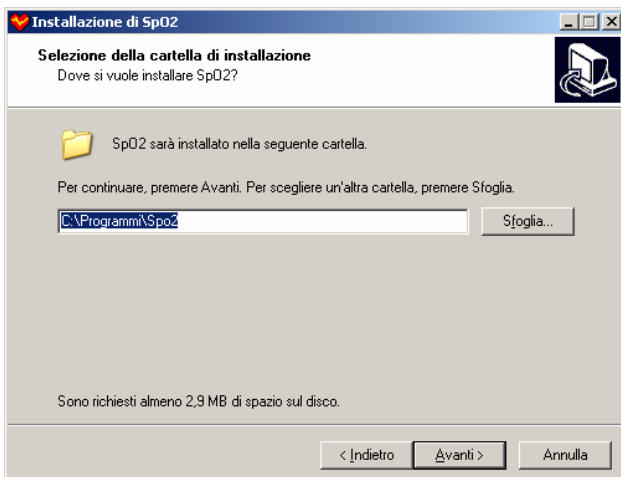 Installazione di SpO2
Selezione della cartella di installazione
Dove si vuole installare SpO2?
SpO2 sarà installato nella seguente cartella.
Per continuare, premere Avanti. Per scegliere un'altra cartella, premere Sfoglia.
C:\Programmi\Spo2
Sfoglia...
Sono richiesti almeno 2,9 MB di spazio sul disco.
< Indietro
Avanti >
Annulla